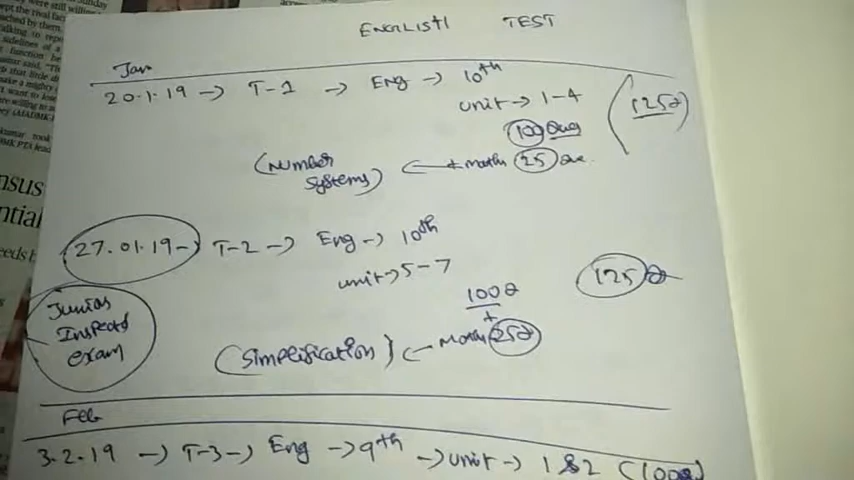 ENGLISH TEST
Jan
20.1.19 → T-1 → Eng → 10th
unit → 1-4
100 Que
(125Q)
(Number Systems) ← + maths 25 Que.
27.01.19 → T-2 → Eng → 10th
unit → 5-7
125Q
100Q
+
(Simplification) ← Maths 25Q
Junior
Inspector
exam
Feb
3.2.19 → T-3 → Eng → 9th → unit → 1&2 (100Q)